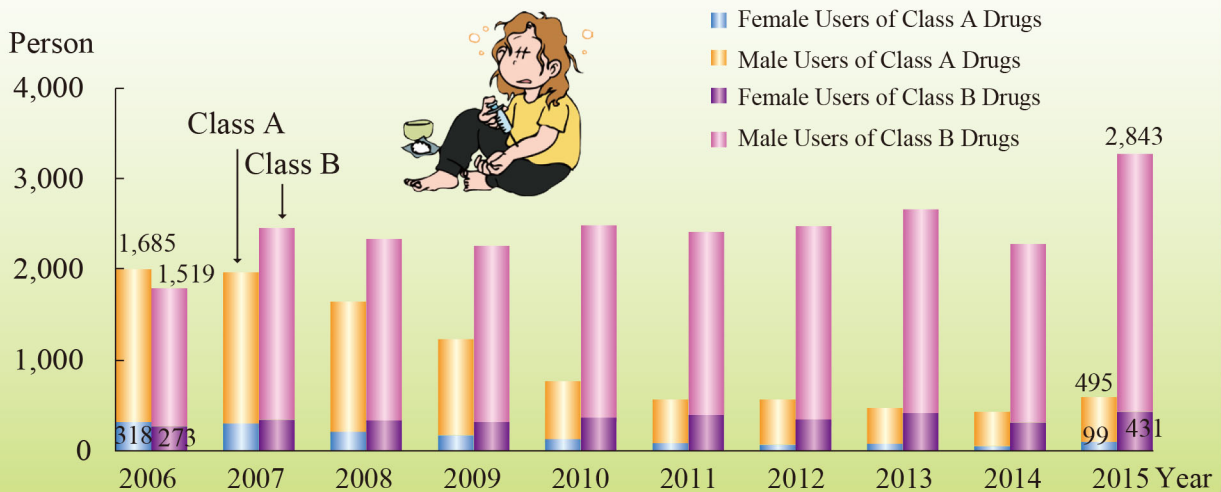 Person
Female Users of Class A Drugs
Male Users of Class A Drugs
Female Users of Class B Drugs
Male Users of Class B Drugs
4,000
3,000
2,000
1,000
0
Class A
Class B
1,685
1,519
318
273
2,843
495
99
431
2006 2007 2008 2009 2010 2011 2012 2013 2014 2015 Year